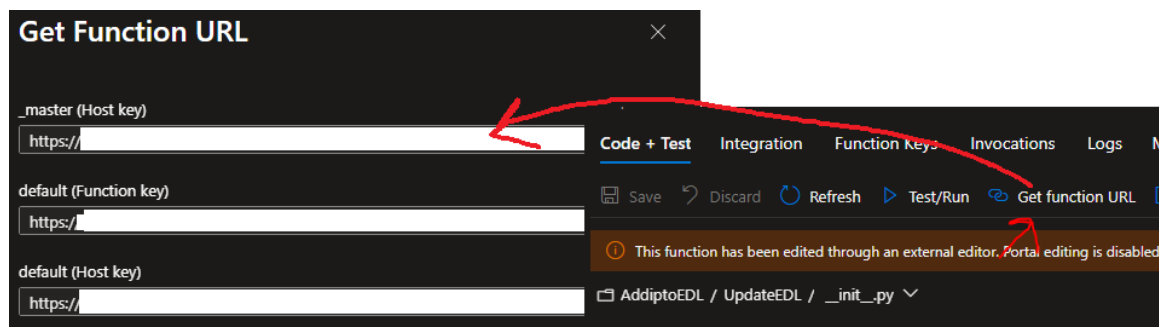 Get Function URL
_master (Host key)
https://
default (Function key)
https://
default (Host key)
https://
Code + Test Integration Function Keys Invocations Logs
Save Discard Refresh Test/Run Get function URL
This function has been edited through an external editor. Portal editing is disabled
AddiptoEDL / UpdateEDL / __init__.py